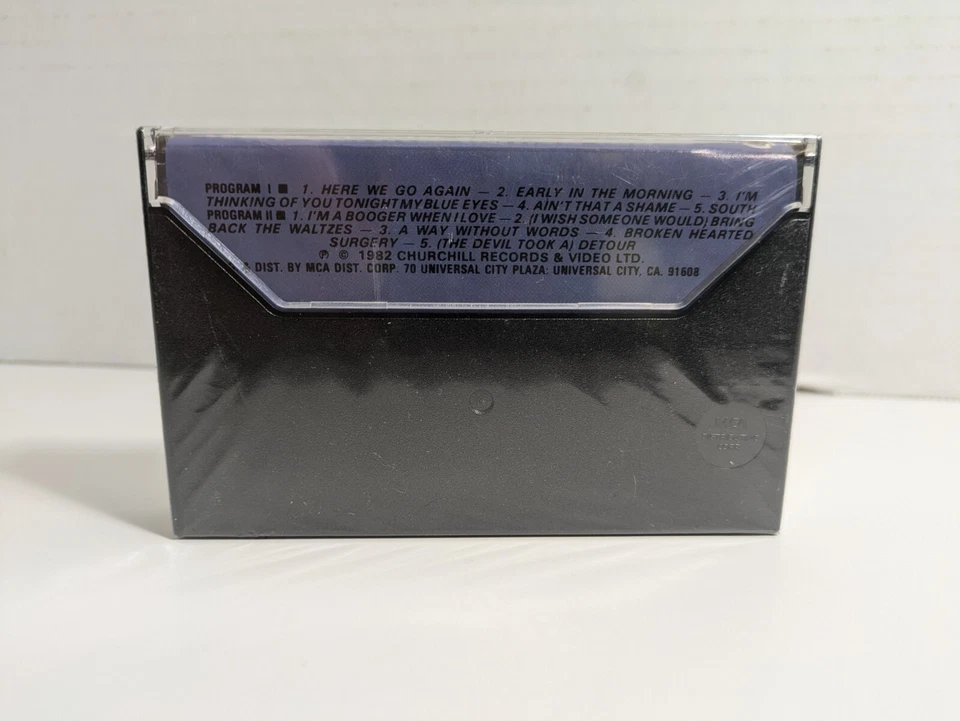 PROGRAM I ■ 1. HERE WE GO AGAIN — 2. EARLY IN THE MORNING — 3. I'M
THINKING OF YOU TONIGHT MY BLUE EYES — 4. AIN'T THAT A SHAME — 5. SOUTH
PROGRAM II ■ 1. I'M A BOOGER WHEN I LOVE — 2. (I WISH SOMEONE WOULD) BRING
BACK THE WALTZES — 3. A WAY WITHOUT WORDS — 4. BROKEN HEARTED
SURGERY — 5. (THE DEVIL TOOK A) DETOUR
℗ © 1982 CHURCHILL RECORDS & VIDEO LTD.
DIST. BY MCA DIST. CORP. 70 UNIVERSAL CITY PLAZA: UNIVERSAL CITY, CA. 91608